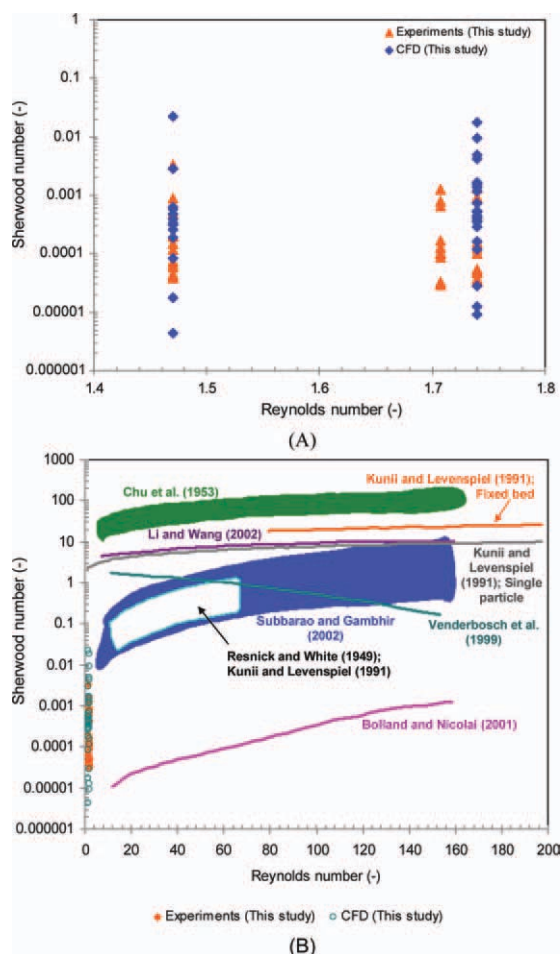 Experiments (This study)
CFD (This study)
Sherwood number (-)
1
0.1
0.01
0.001
0.0001
0.00001
0.000001
1.4
1.5
1.6
1.7
1.8
Reynolds number (-)
(A)
1000
100
10
1
0.1
0.01
0.001
0.0001
0.00001
0.000001
Sherwood number (-)
Chu et al. (1953)
Kunii and Levenspiel (1991);
Fixed bed
Li and Wang (2002)
Kunii and
Levenspiel
(1991); Single
particle
Subbarao and Gambhir
(2002)
Venderbosch et al.
1999)
Resnick and White (1949);
Kunii and Levenspiel
(1991)
Bolland and Nicolai (2001)
0
20
40
60
80
100
120
140
160
180
200
Reynolds number (-)
Experiments (This study)
CFD (This study)
(B)